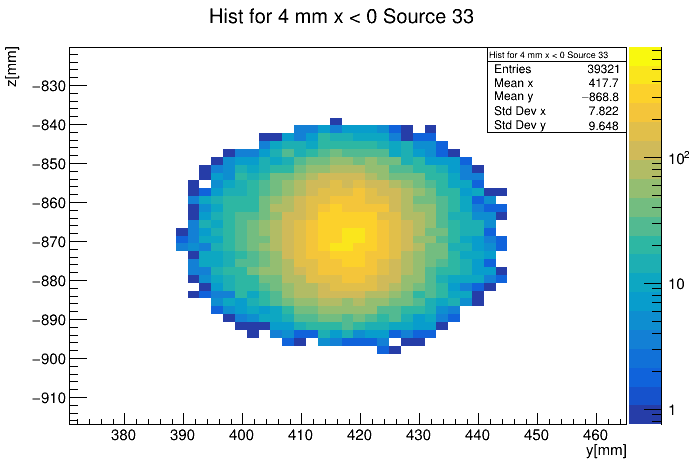 Hist for 4 mm x < 0 Source 33
z[mm]
Hist for 4 mm x < 0 Source 33
Entries 39321
Mean x 417.7
Mean y −868.8
Std Dev x 7.822
Std Dev y 9.648
−830
−840
−850
−860
−870
−880
−890
−900
−910
10²
10
1
380 390 400 410 420 430 440 450 460
y[mm]